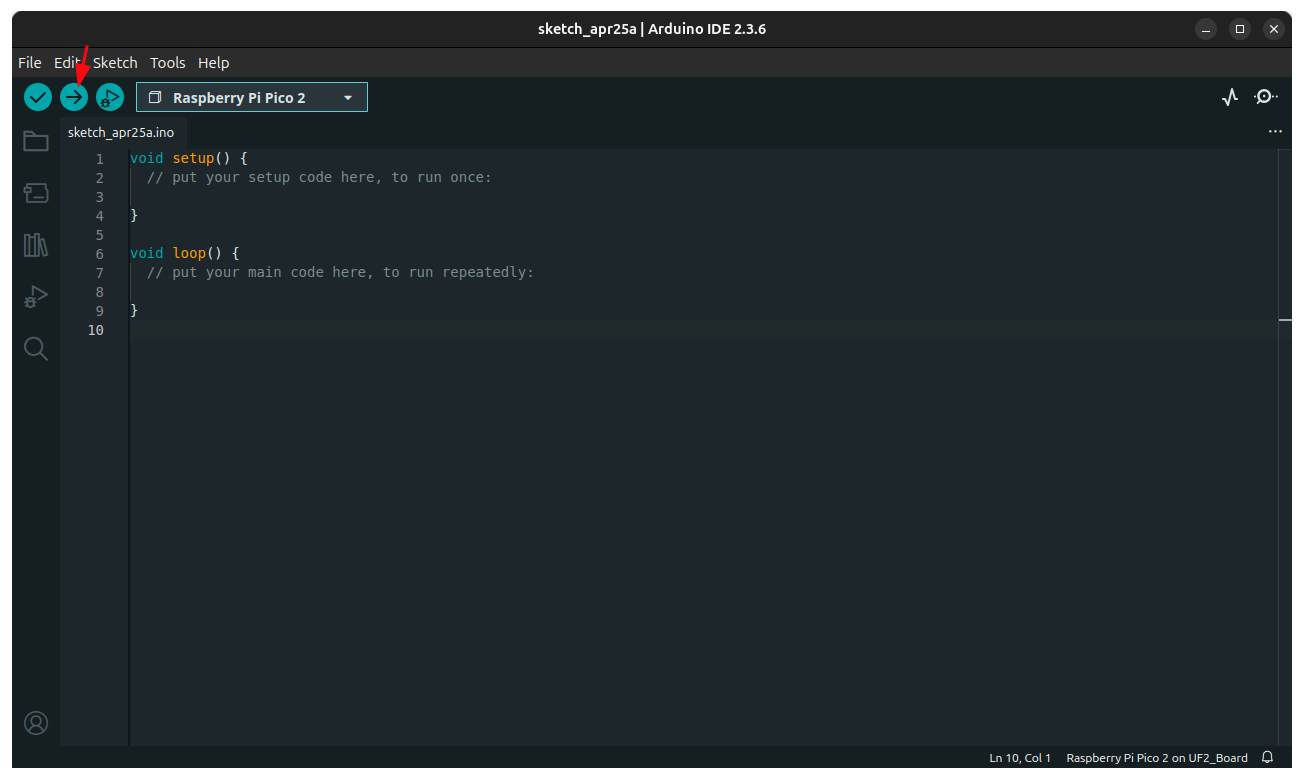 sketch_apr25a | Arduino IDE 2.3.6
File Edit Sketch Tools Help
Raspberry Pi Pico 2
sketch_apr25a.ino
1 void setup() {
2 // put your setup code here, to run once:
3
4 }
5
6 void loop() {
7 // put your main code here, to run repeatedly:
8
9 }
10
Ln 10, Col 1 Raspberry Pi Pico 2 on UF2_Board